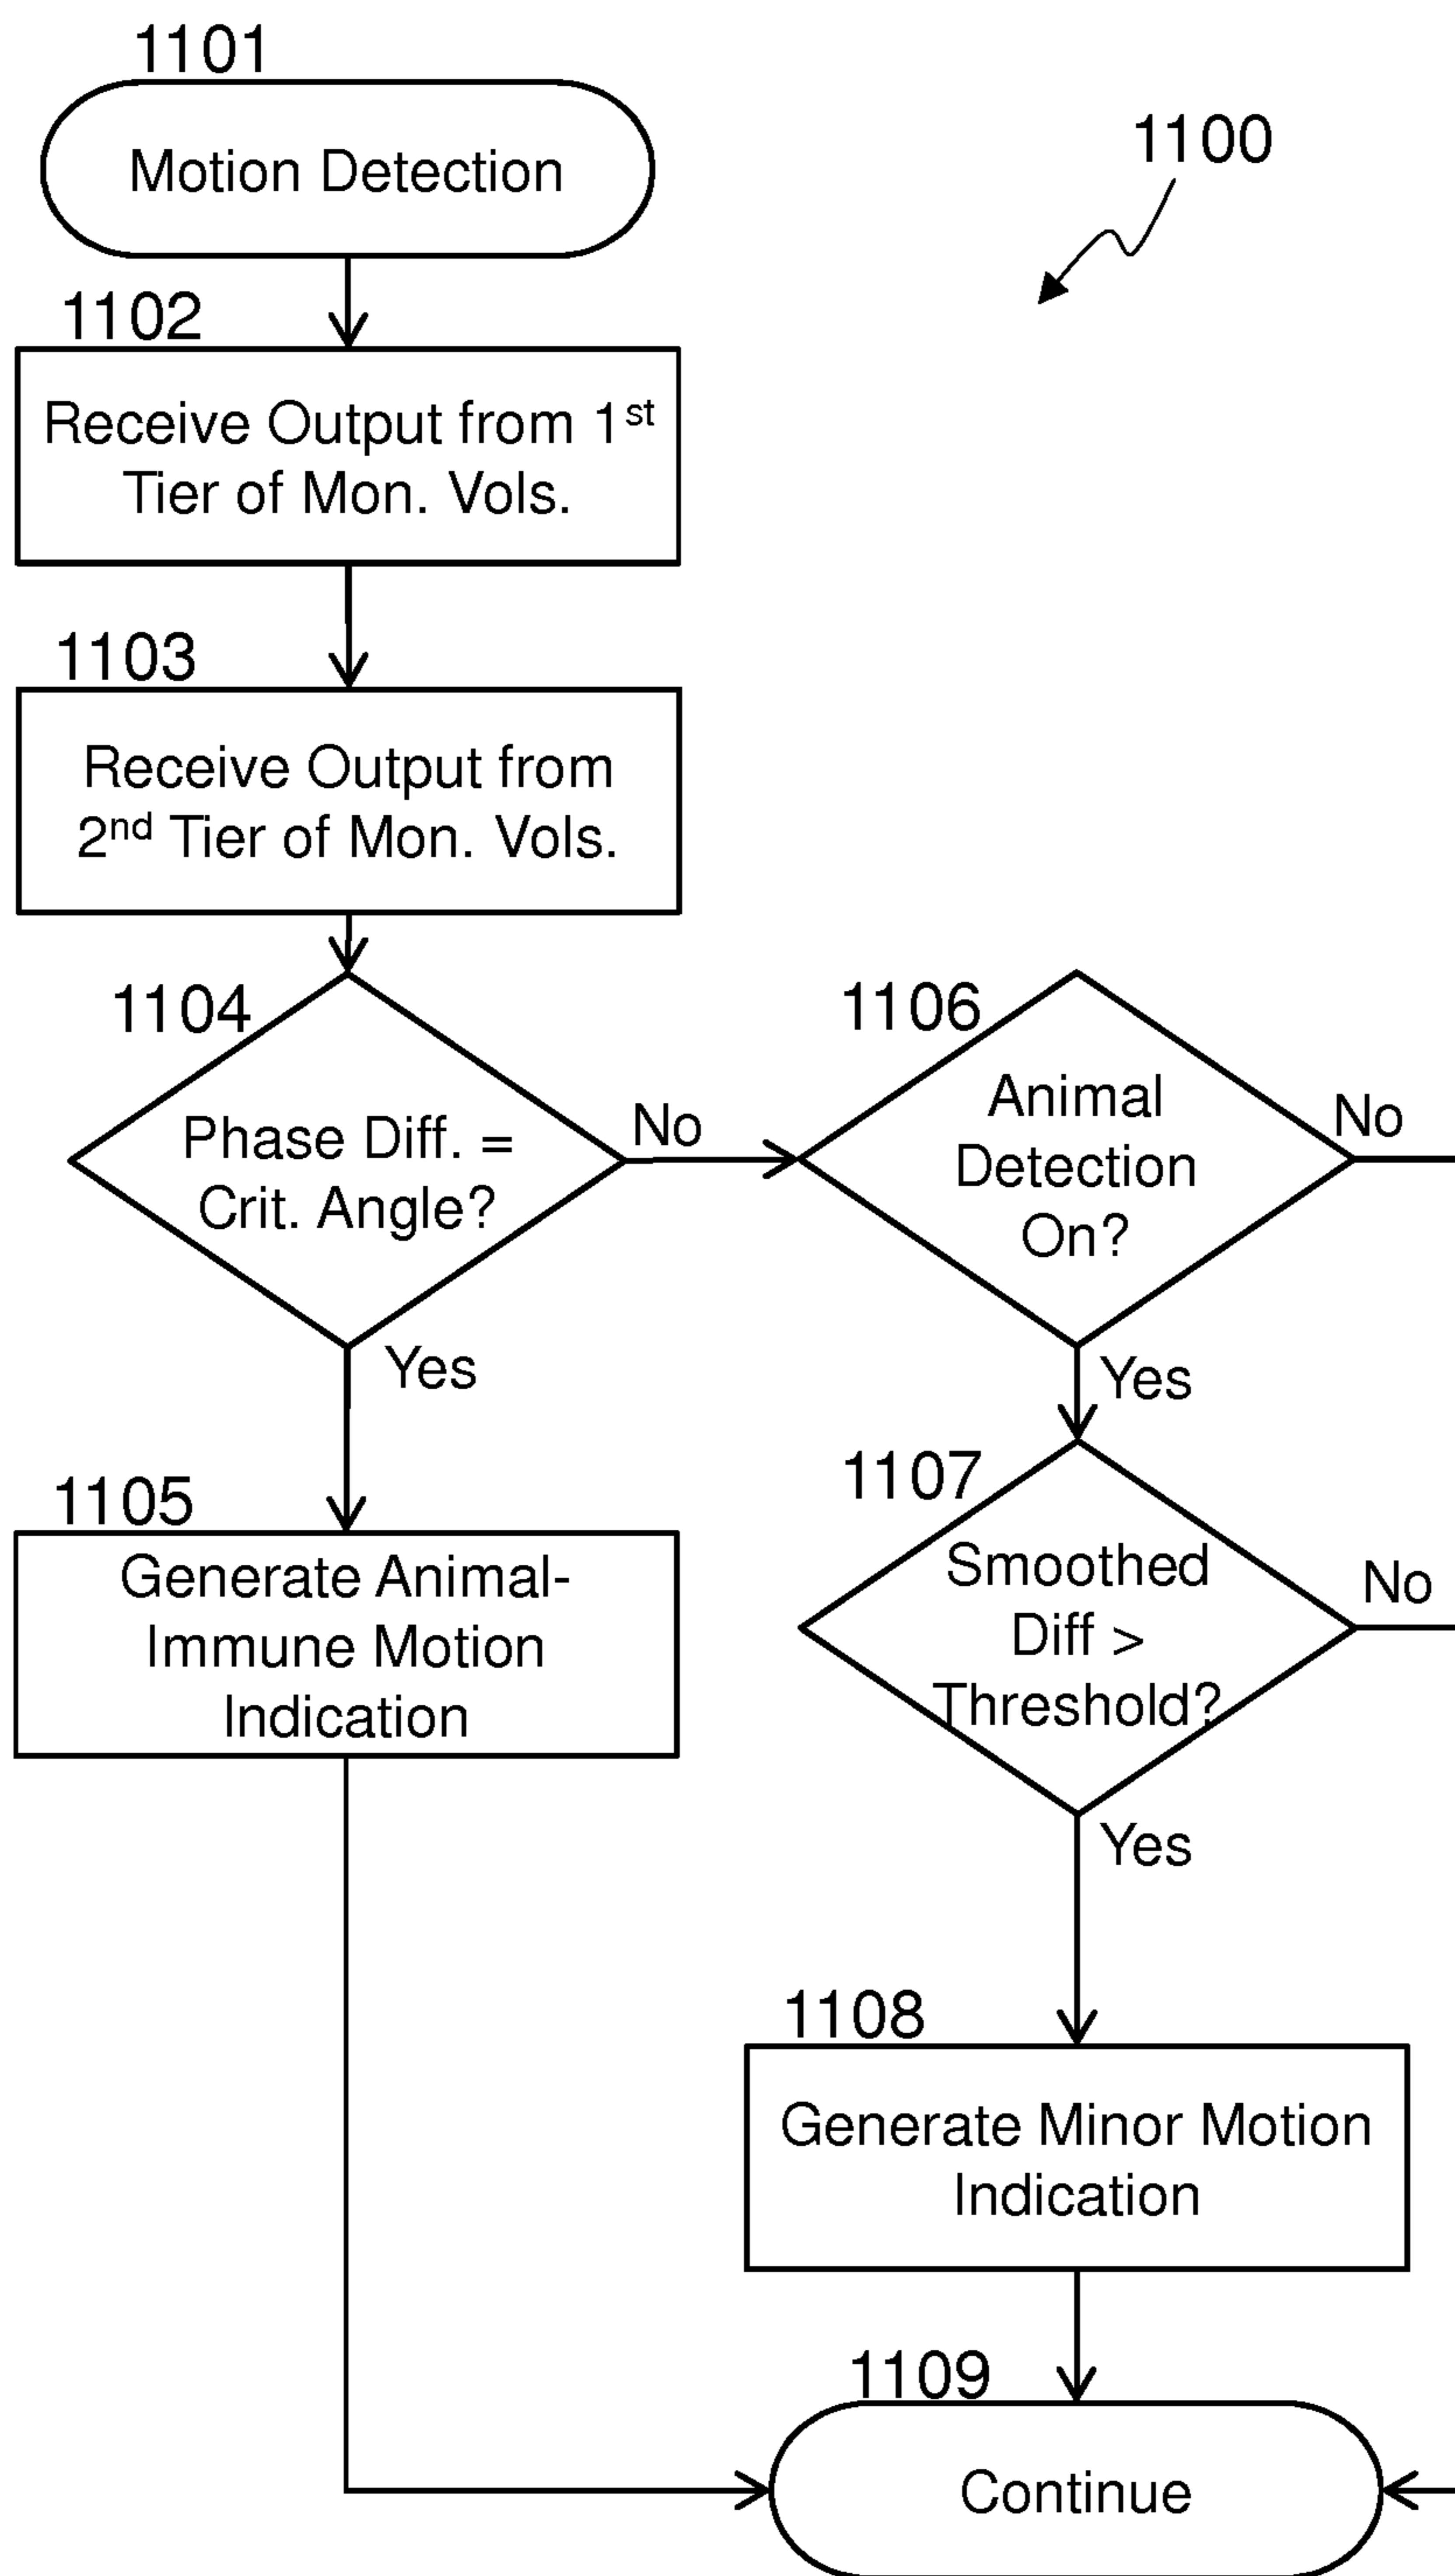 1101
Motion Detection
1100
1102
Receive Output from 1st
Tier of Mon. Vols.
1103
Receive Output from
2nd Tier of Mon. Vols.
1104
Phase Diff. =
Crit. Angle?
No
Yes
1106
Animal
Detection
On?
No
Yes
1105
Generate Animal-
Immune Motion
Indication
1107
Smoothed
Diff >
Threshold?
No
Yes
1108
Generate Minor Motion
Indication
1109
Continue